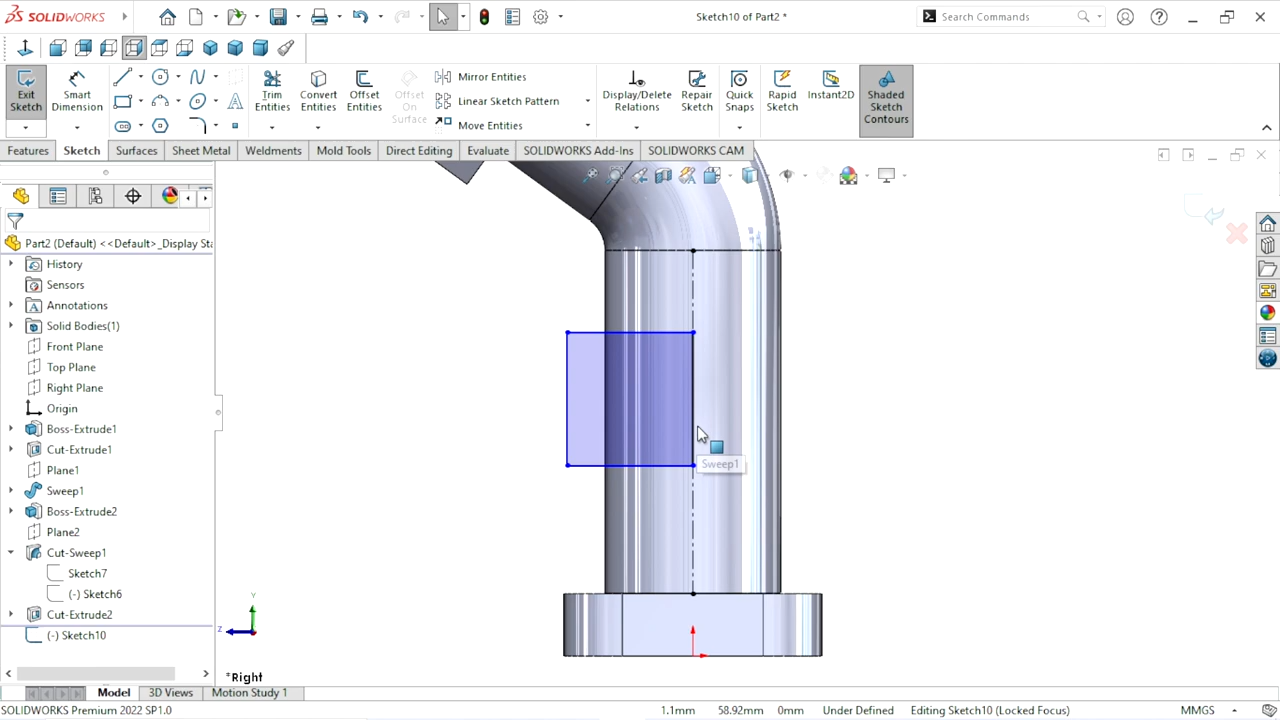 SOLIDWORKS
Sketch10 of Part2 *
Search Commands
Exit Sketch
Smart Dimension
Trim Entities
Convert Entities
Offset Entities
Offset On Surface
Mirror Entities
Linear Sketch Pattern
Move Entities
Display/Delete Relations
Repair Sketch
Quick Snaps
Rapid Sketch
Instant2D
Shaded Sketch Contours
Features
Sketch
Surfaces
Sheet Metal
Weldments
Mold Tools
Direct Editing
Evaluate
SOLIDWORKS Add-Ins
SOLIDWORKS CAM
Part2 (Default) <<Default>_Display Sta
History
Sensors
Annotations
Solid Bodies(1)
Front Plane
Top Plane
Right Plane
Origin
Boss-Extrude1
Cut-Extrude1
Plane1
Sweep1
Boss-Extrude2
Plane2
Cut-Sweep1
Sketch7
(-) Sketch6
Cut-Extrude2
(-) Sketch10
Sweep1
Y
Z
*Right
Model
3D Views
Motion Study 1
SOLIDWORKS Premium 2022 SP1.0
1.1mm
58.92mm
0mm
Under Defined
Editing Sketch10 (Locked Focus)
MMGS